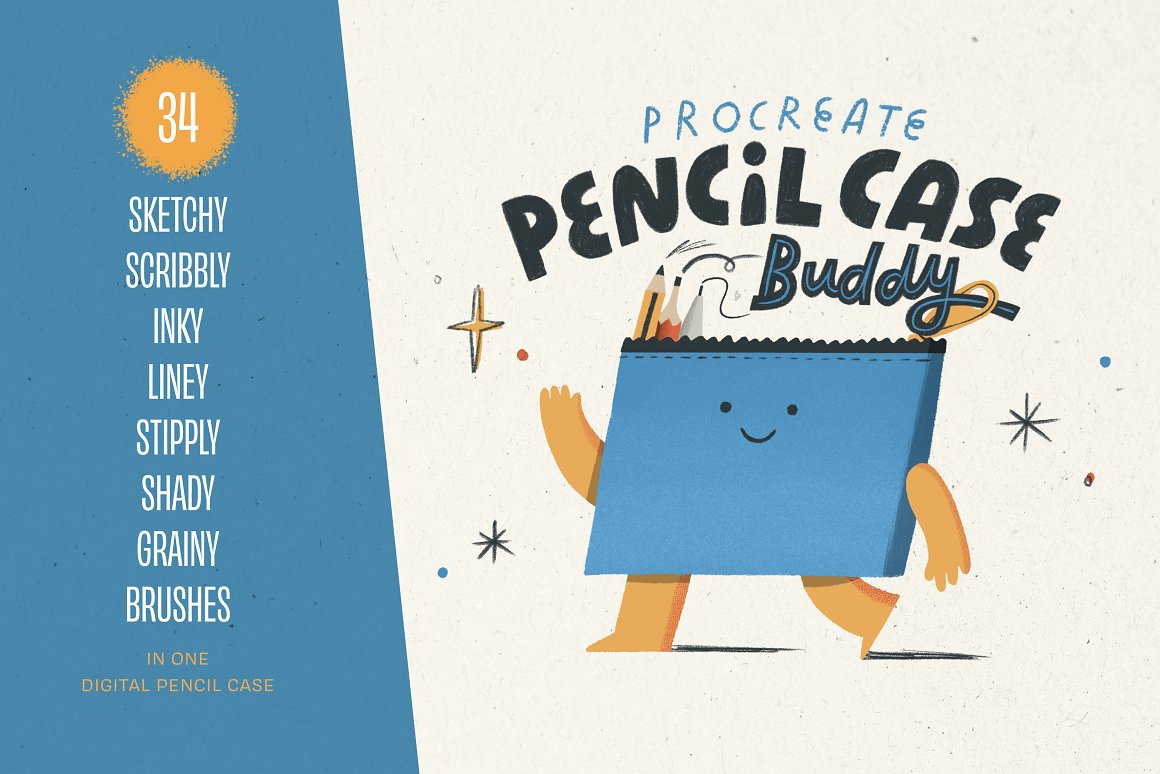 34
SKETCHY
SCRIBBLY
INKY
LINEY
STIPPLY
SHADY
GRAINY
BRUSHES
IN ONE
DIGITAL PENCIL CASE
PROCREATE
PENCiL CASE
Buddy